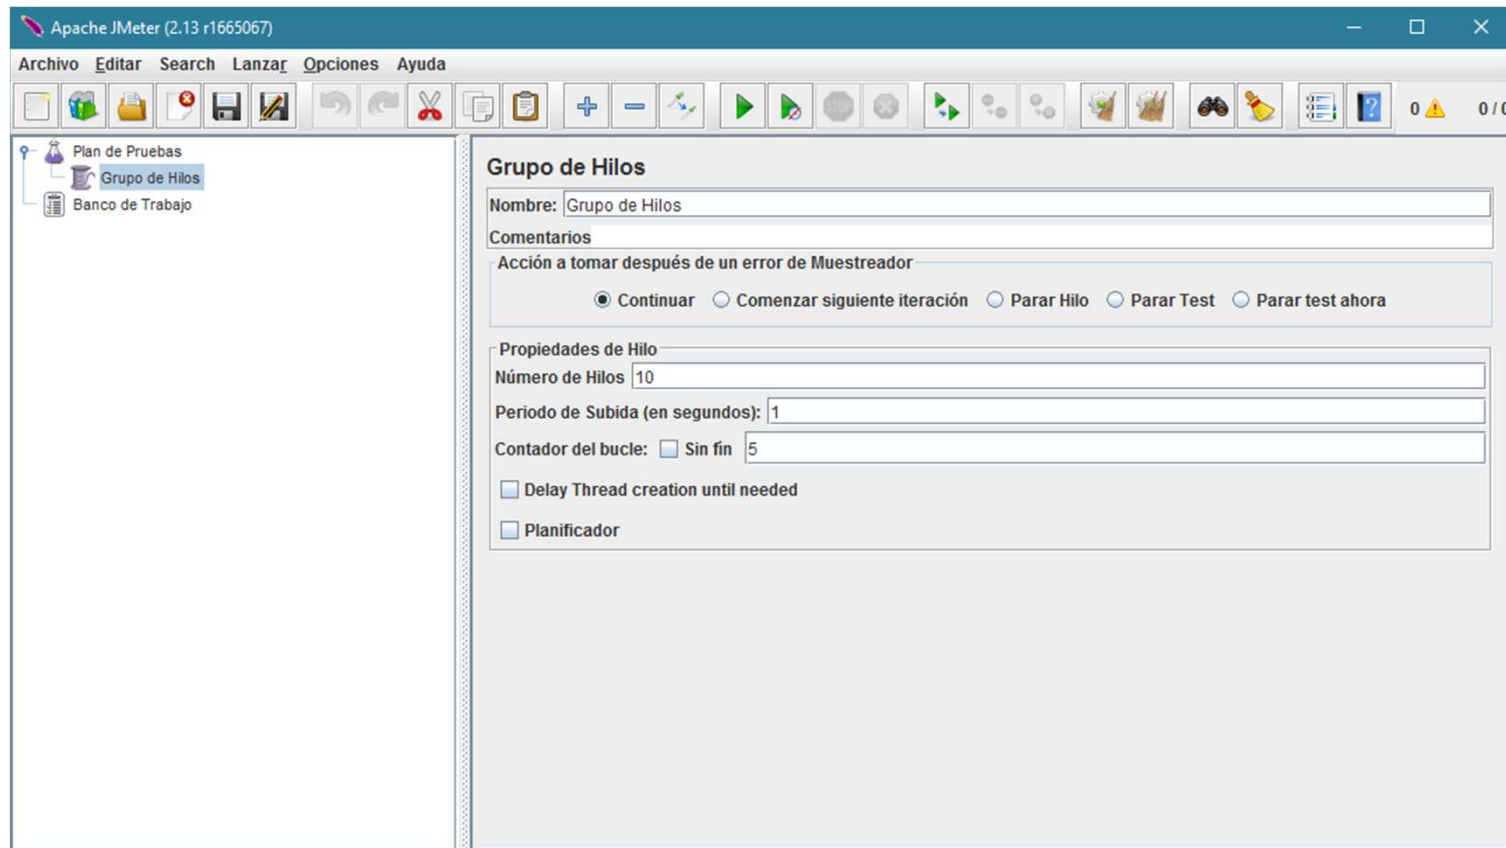 Apache JMeter (2.13 r1665067)
Archivo Editar Search Lanzar Opciones Ayuda
0 0 / 0
Plan de Pruebas
Grupo de Hilos
Banco de Trabajo
Grupo de Hilos
Nombre: Grupo de Hilos
Comentarios
Acción a tomar después de un error de Muestreador
Continuar Comenzar siguiente iteración Parar Hilo Parar Test Parar test ahora
Propiedades de Hilo
Número de Hilos 10
Periodo de Subida (en segundos): 1
Contador del bucle: Sin fin 5
Delay Thread creation until needed
Planificador